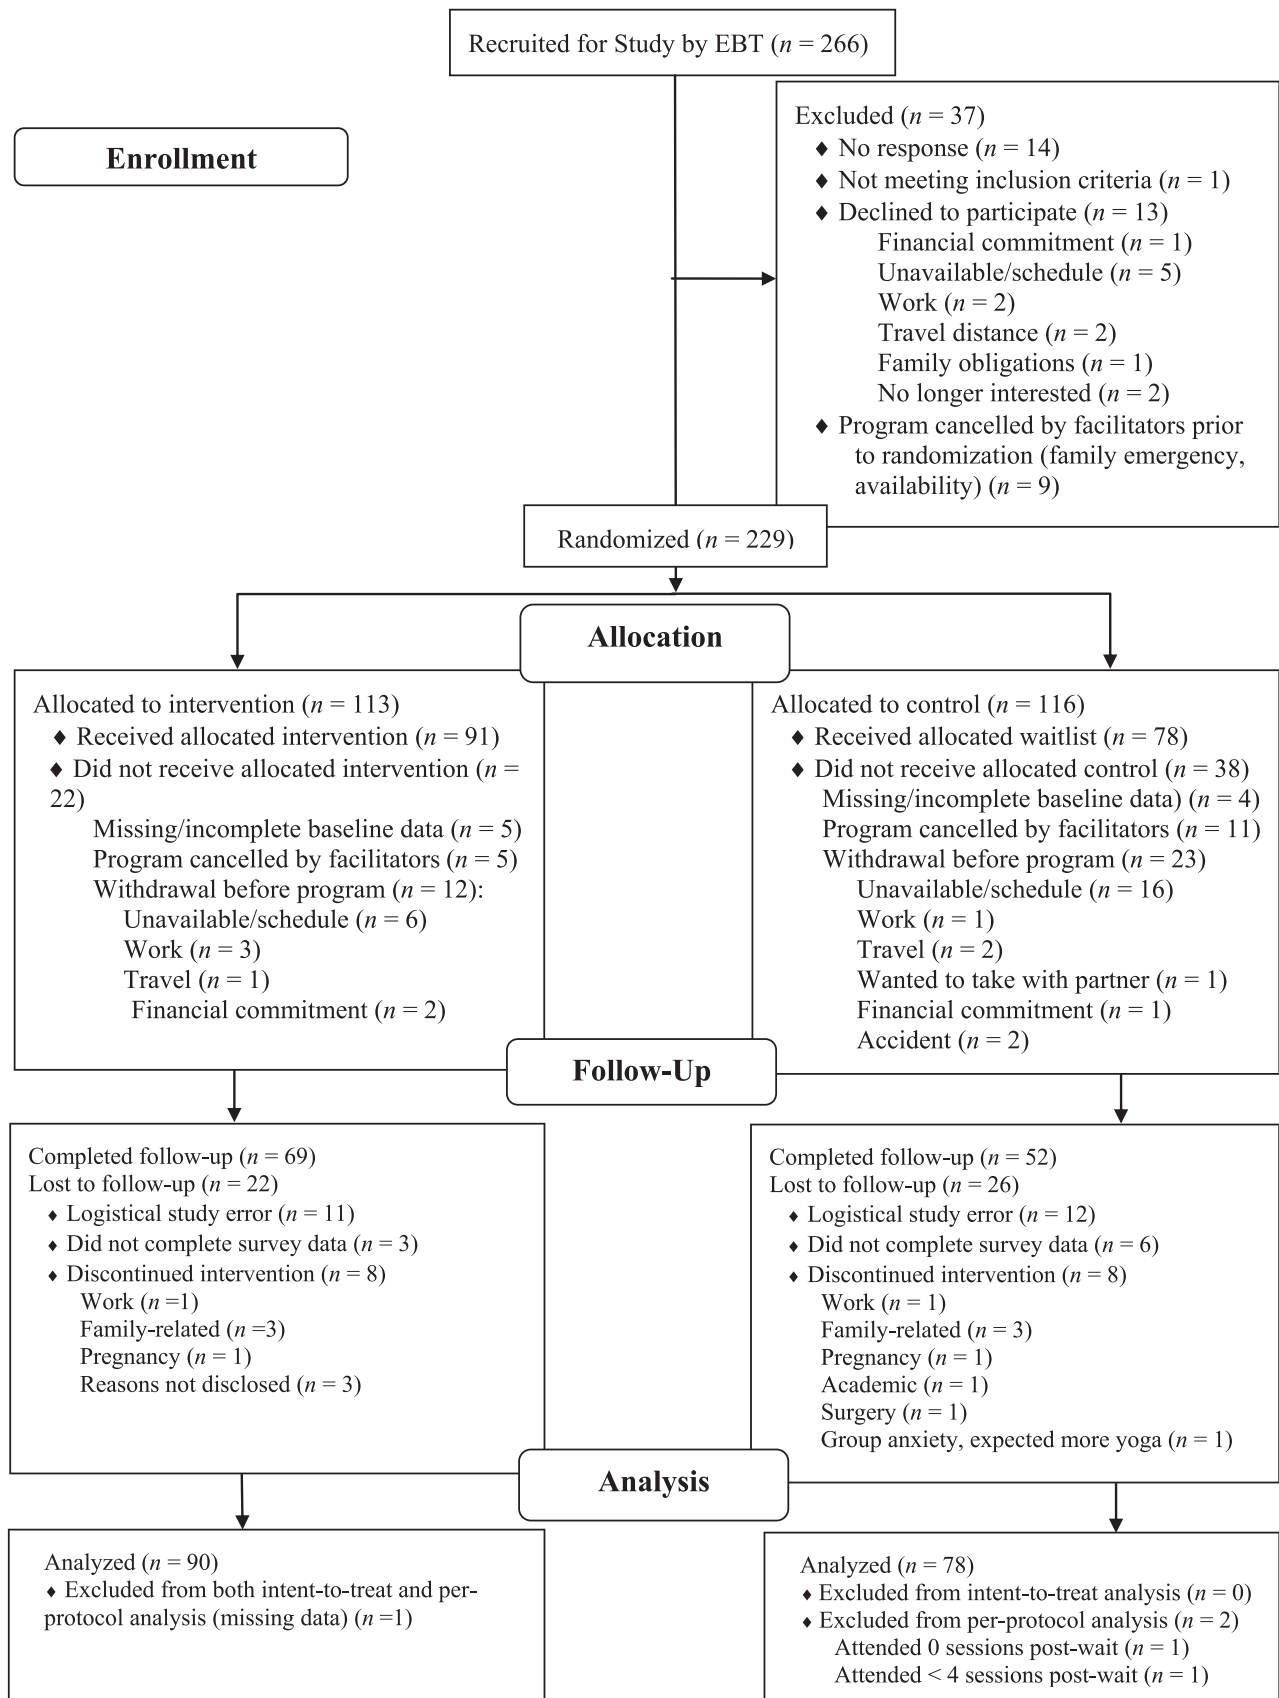 Recruited for Study by EBT (n = 266)
Enrollment
Excluded (n = 37)
♦ No response (n = 14)
♦ Not meeting inclusion criteria (n = 1)
♦ Declined to participate (n = 13)
Financial commitment (n = 1)
Unavailable/schedule (n = 5)
Work (n = 2)
Travel distance (n = 2)
Family obligations (n = 1)
No longer interested (n = 2)
♦ Program cancelled by facilitators prior
to randomization (family emergency,
availability) (n = 9)
Randomized (n = 229)
Allocation
Allocated to intervention (n = 113)
♦ Received allocated intervention (n = 91)
♦ Did not receive allocated intervention (n =
22)
Missing/incomplete baseline data (n = 5)
Program cancelled by facilitators (n = 5)
Withdrawal before program (n = 12):
Unavailable/schedule (n = 6)
Work (n = 3)
Travel (n = 1)
Financial commitment (n = 2)
Allocated to control (n = 116)
♦ Received allocated waitlist (n = 78)
♦ Did not receive allocated control (n = 38)
Missing/incomplete baseline data) (n = 4)
Program cancelled by facilitators (n = 11)
Withdrawal before program (n = 23)
Unavailable/schedule (n = 16)
Work (n = 1)
Travel (n = 2)
Wanted to take with partner (n = 1)
Financial commitment (n = 1)
Accident (n = 2)
Follow-Up
Completed follow-up (n = 69)
Lost to follow-up (n = 22)
♦ Logistical study error (n = 11)
♦ Did not complete survey data (n = 3)
♦ Discontinued intervention (n = 8)
Work (n =1)
Family-related (n =3)
Pregnancy (n = 1)
Reasons not disclosed (n = 3)
Completed follow-up (n = 52)
Lost to follow-up (n = 26)
♦ Logistical study error (n = 12)
♦ Did not complete survey data (n = 6)
♦ Discontinued intervention (n = 8)
Work (n = 1)
Family-related (n = 3)
Pregnancy (n = 1)
Academic (n = 1)
Surgery (n = 1)
Group anxiety, expected more yoga (n = 1)
Analysis
Analyzed (n = 90)
♦ Excluded from both intent-to-treat and per-
protocol analysis (missing data) (n =1)
Analyzed (n = 78)
♦ Excluded from intent-to-treat analysis (n = 0)
♦ Excluded from per-protocol analysis (n = 2)
Attended 0 sessions post-wait (n = 1)
Attended < 4 sessions post-wait (n = 1)